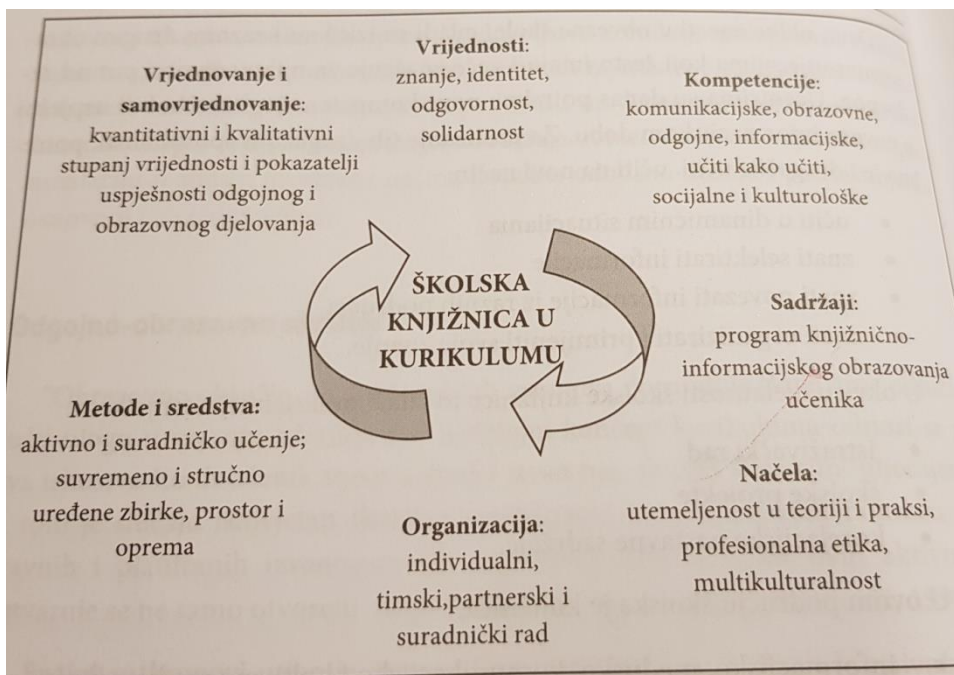 Vrijednosti:
znanje, identitet,
odgovornost,
solidarnost
Kompetencije:
komunikacijske, obrazovne,
odgojne, informacijske,
učiti kako učiti,
socijalne i kulturološke
Sadržaji:
program knjižnično-
informacijskog obrazovanja
učenika
Načela:
utemeljenost u teoriji i praksi,
profesionalna etika,
multikulturalnost
Organizacija:
individualni,
timski,partnerski i
suradnički rad
Metode i sredstva:
aktivno i suradničko učenje;
suvremeno i stručno
uređene zbirke, prostor i
oprema
Vrjednovanje i
samovrjednovanje:
kvantitativni i kvalitativni
stupanj vrijednosti i pokazatelji
uspješnosti odgojnog i
obrazovnog djelovanja
ŠKOLSKA
KNJIŽNICA U
KURIKULUMU